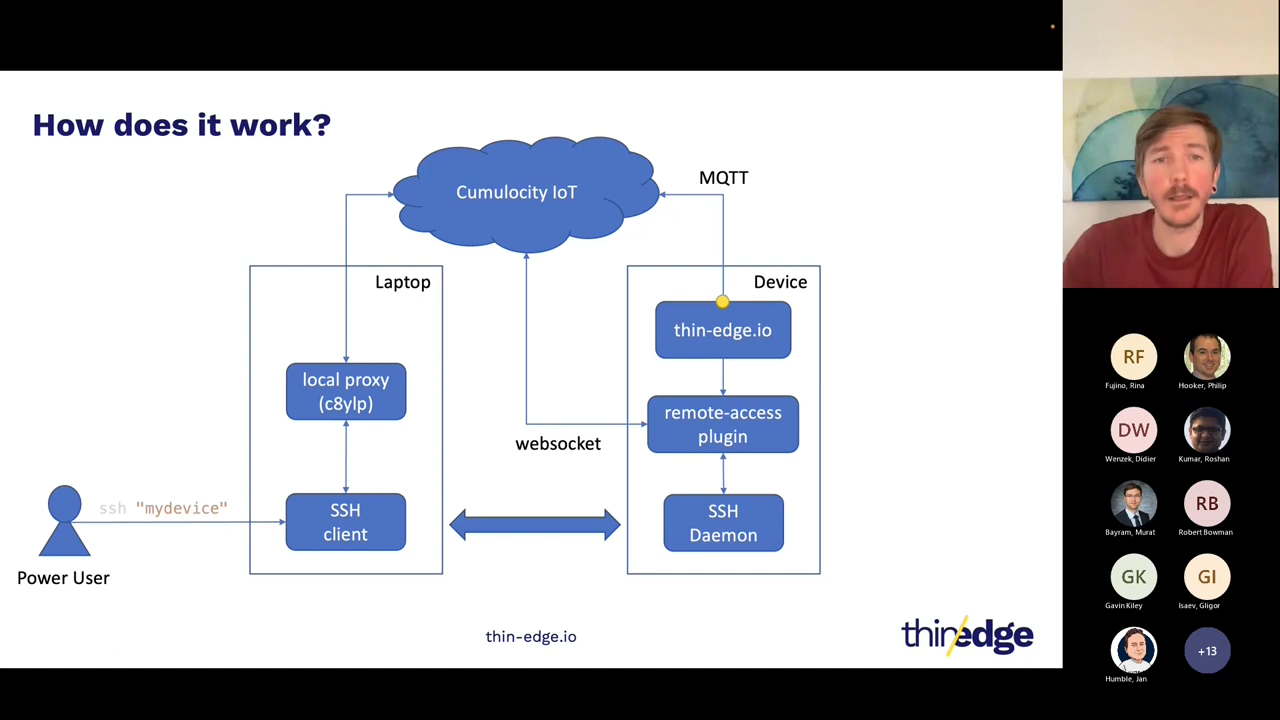 How does it work?
Cumulocity IoT
MQTT
Laptop
Device
thin-edge.io
local proxy
(c8ylp)
remote-access
plugin
websocket
ssh "mydevice"
SSH
client
SSH
Daemon
Power User
thin-edge.io
thin/edge
RF
Fujino, Rina
Hooker, Philip
DW
Wenzek, Didier
Kumar, Roshan
Bayram, Murat
RB
Robert Bowman
GK
Gavin Kiley
GI
Isaev, Gligor
Humble, Jan
+13